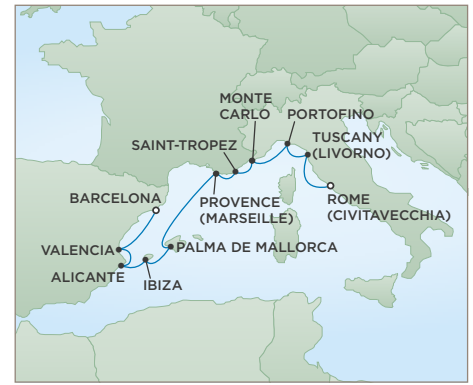 MONTE
CARLO
PORTOFINO
TUSCANY
(LIVORNO)
SAINT-TROPEZ
BARCELONA
PROVENCE
(MARSEILLE)
ROME
(CIVITAVECCHIA)
VALENCIA
PALMA DE MALLORCA
ALICANTE
IBIZA